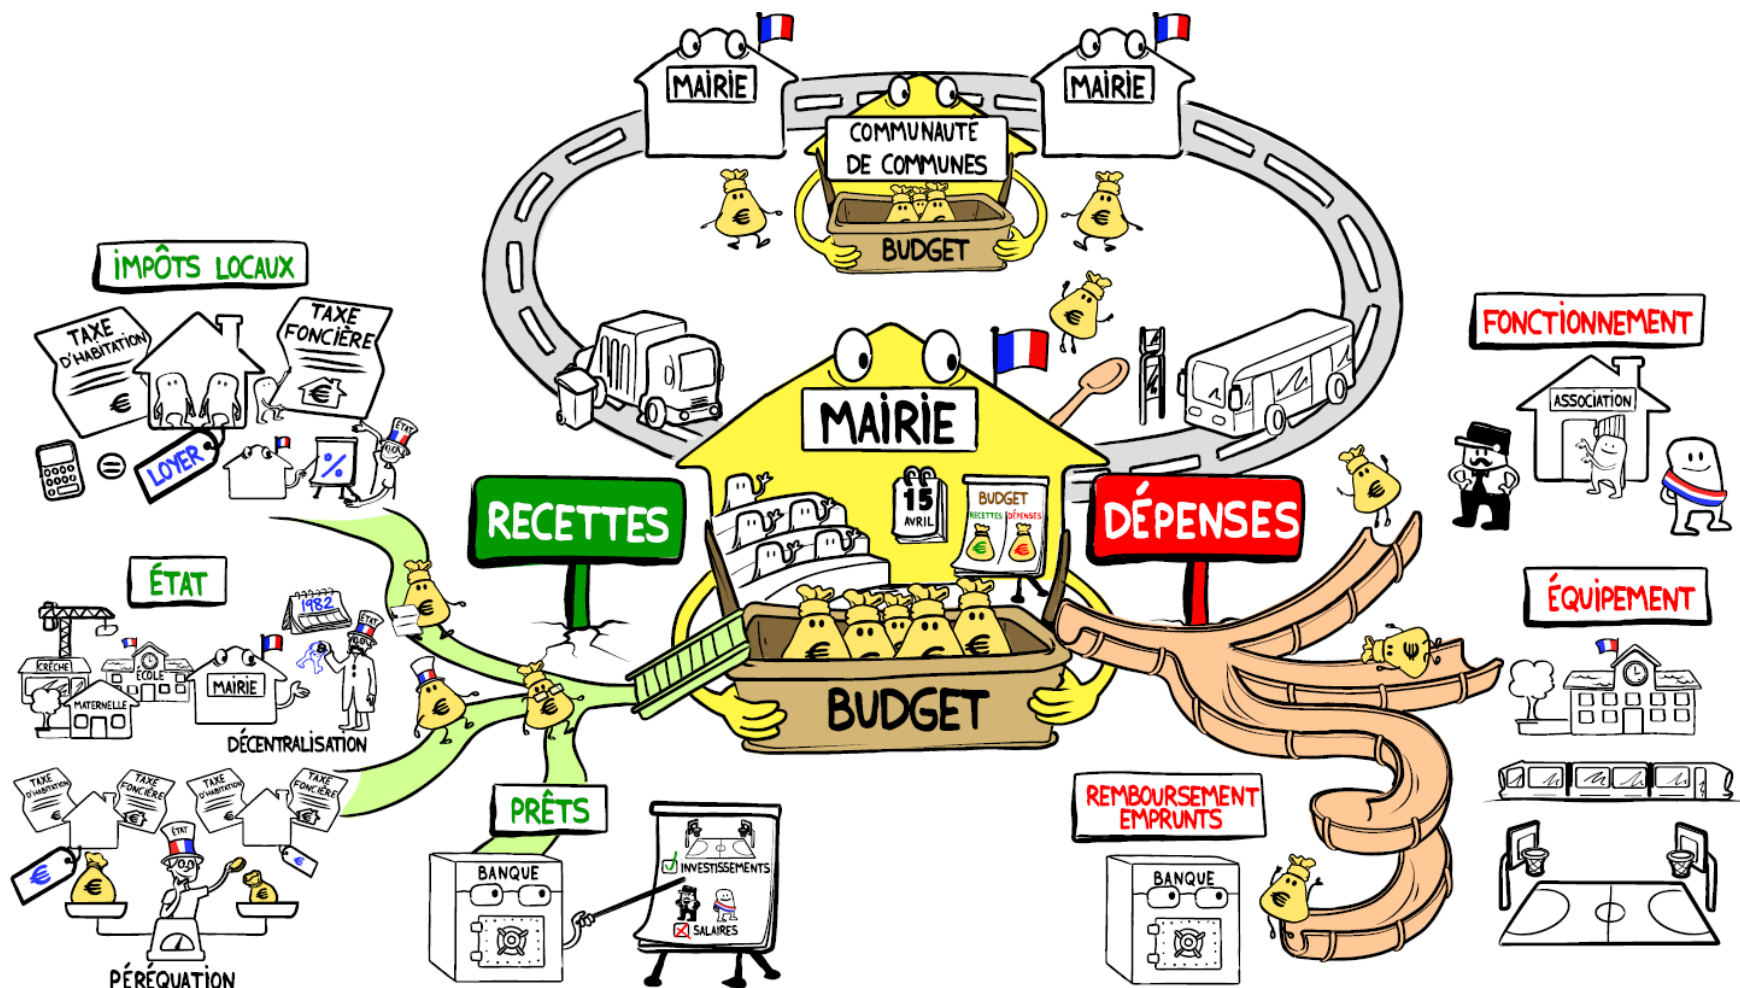 MAIRIE
MAIRIE
COMMUNAUTÉ
DE COMMUNES
BUDGET
IMPÔTS LOCAUX
TAXE
D'HABITATION
€
TAXE
FONCIÈRE
€
=
LOYER
%
ÉTAT
ÉTAT
1982
ÉTAT
CRÈCHE
ÉCOLE
MATERNELLE
MAIRIE
DÉCENTRALISATION
TAXE
D'HABITATION
TAXE
FONCIÈRE
TAXE
D'HABITATION
TAXE
FONCIÈRE
ÉTAT
€
€
€
PÉRÉQUATION
RECETTES
MAIRIE
15
AVRIL
BUDGET
RECETTES DÉPENSES
€ €
BUDGET
PRÊTS
BANQUE
INVESTISSEMENTS
SALAIRES
DÉPENSES
FONCTIONNEMENT
ASSOCIATION
ÉQUIPEMENT
REMBOURSEMENT
EMPRUNTS
BANQUE